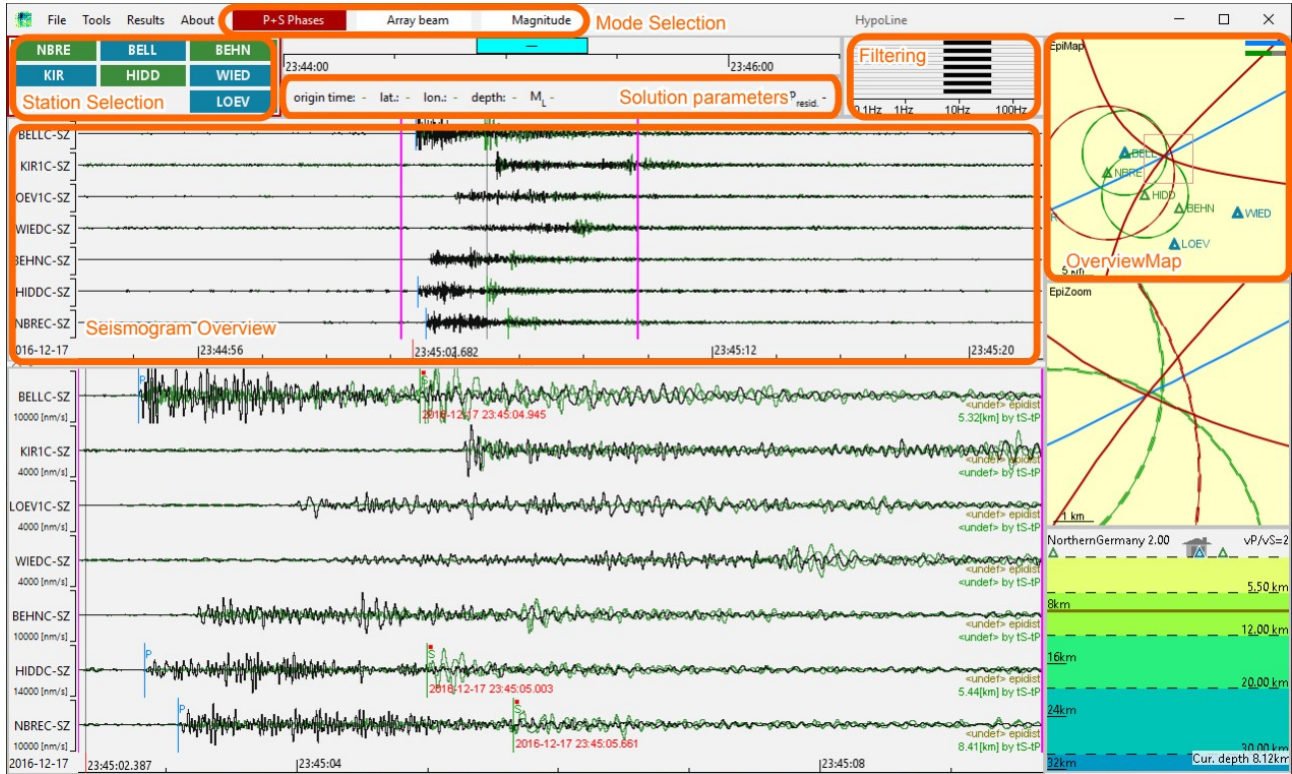 File Tools Results About P+S Phases Array beam Magnitude Mode Selection HypoLine
NBRE BELL BEHN
KIR HIDD WIED
Station Selection LOEV
23:44:00 23:46:00
origin time: - lat.: - lon.: - depth: - ML - Solution parameters P resid. -
Filtering
0.1Hz 1Hz 10Hz 100Hz
EpiMap
BELL
NBRE
HIDD
BEHN
WIED
R
LOEV
5 km
OverviewMap
BELLC-SZ
KIR1C-SZ
OEV1C-SZ
WIEDC-SZ
BEHNC-SZ
HIDDC-SZ
NBREC-SZ
Seismogram Overview
016-12-17 23:44:56 23:45:02.682 23:45:12 23:45:20
EpiZoom
1 km
BELLC-SZ
10000 [nm/s]
P
S
2016-12-17 23:45:04.945
<undef> epidist
5.32[km] by tS-tP
KIR1C-SZ
4000 [nm/s]
<undef> epidist
<undef> by tS-tP
LOEV1C-SZ
4000 [nm/s]
<undef> epidist
<undef> by tS-tP
WIEDC-SZ
4000 [nm/s]
<undef> epidist
<undef> by tS-tP
BEHNC-SZ
10000 [nm/s]
<undef> epidist
<undef> by tS-tP
HIDDC-SZ
14000 [nm/s]
P
S
2016-12-17 23:45:05.003
<undef> epidist
5.44[km] by tS-tP
NBREC-SZ
10000 [nm/s]
P
S
2016-12-17 23:45:05.661
<undef> epidist
8.41[km] by tS-tP
2016-12-17 23:45:02.387 23:45:04 23:45:08
NorthernGermany 2.00 vP/vS=2
5.50 km
8km
12.00 km
16km
20.00 km
24km
30.00 km
32km
Cur. depth 8.12km